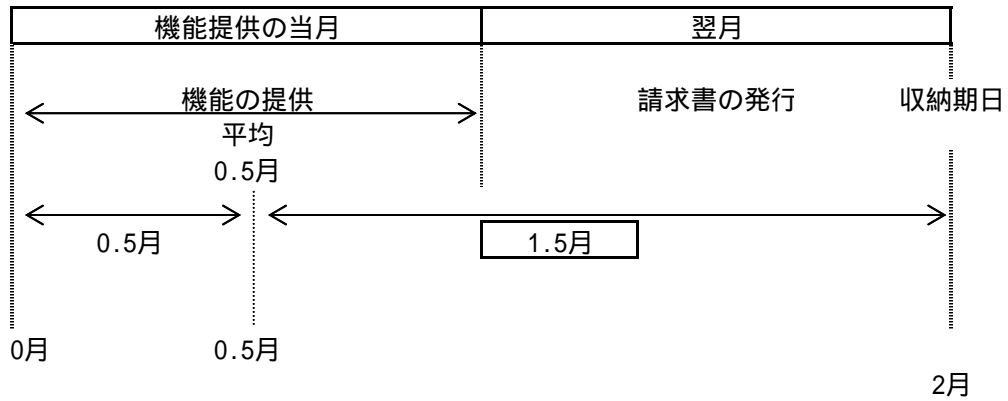 機能提供の当月 翌月
機能の提供 請求書の発行 収納期日
平均
0.5月
0.5月 1.5月
0月 0.5月
2月